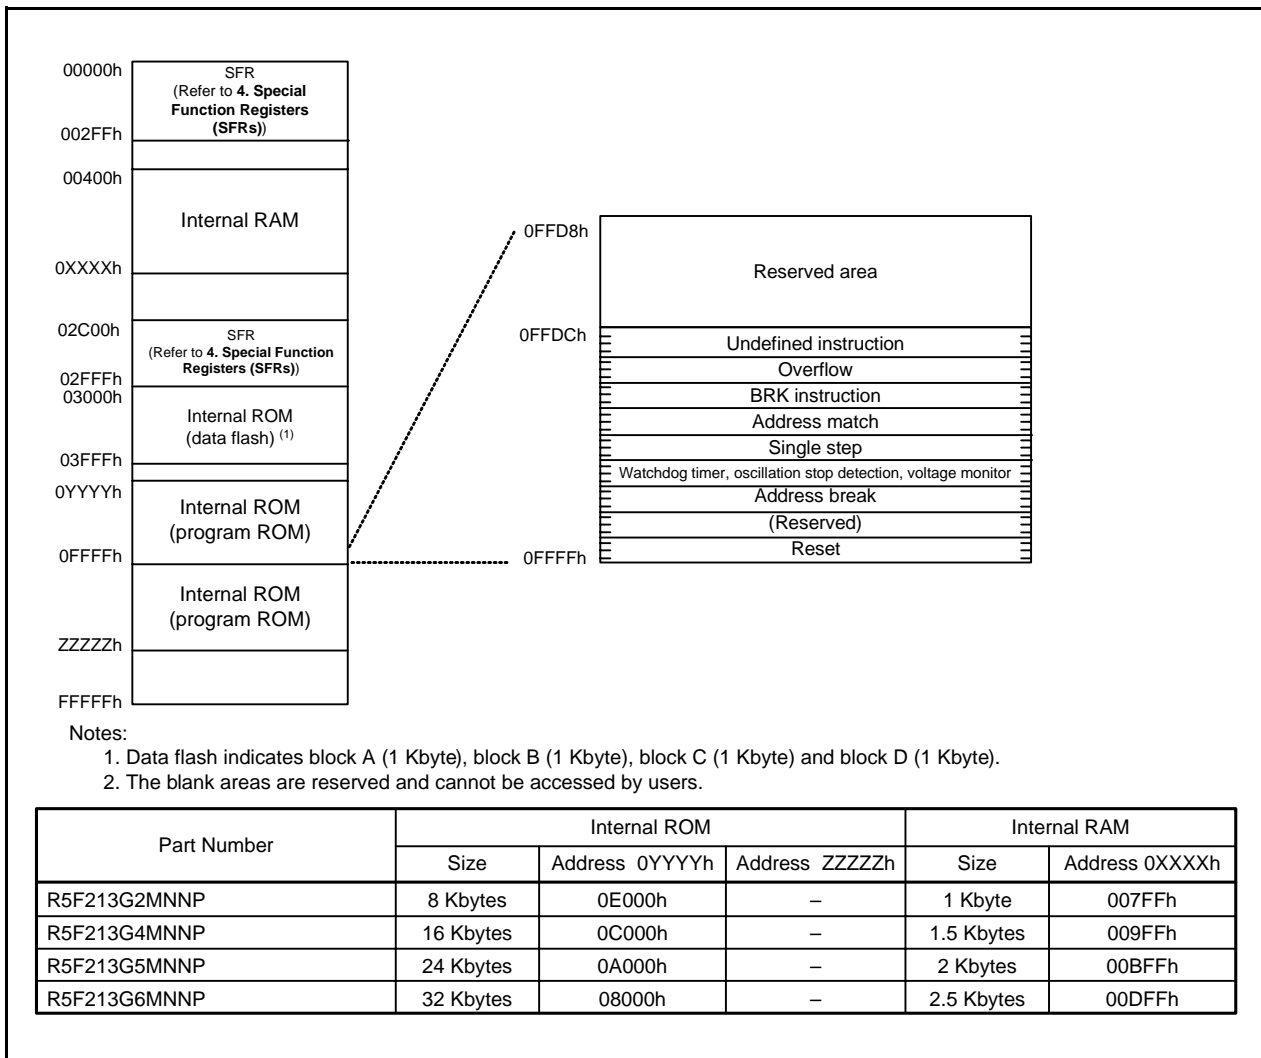 00000h
SFR
(Refer to 4. Special
Function Registers
(SFRs))
002FFh
00400h
Internal RAM
0XXXXh
02C00h
SFR
(Refer to 4. Special Function
Registers (SFRs))
02FFFh
03000h
Internal ROM
(data flash) (1)
03FFFh
0YYYYh
Internal ROM
(program ROM)
0FFFFh
Internal ROM
(program ROM)
ZZZZZh
FFFFFh
0FFD8h
Reserved area
0FFDCh
Undefined instruction
Overflow
BRK instruction
Address match
Single step
Watchdog timer, oscillation stop detection, voltage monitor
Address break
(Reserved)
Reset
0FFFFh
Notes:
1. Data flash indicates block A (1 Kbyte), block B (1 Kbyte), block C (1 Kbyte) and block D (1 Kbyte).
2. The blank areas are reserved and cannot be accessed by users.
Part Number Internal ROM Internal RAM
Size Address 0YYYYh Address ZZZZZh Size Address 0XXXXh
R5F213G2MNNP 8 Kbytes 0E000h – 1 Kbyte 007FFh
R5F213G4MNNP 16 Kbytes 0C000h – 1.5 Kbytes 009FFh
R5F213G5MNNP 24 Kbytes 0A000h – 2 Kbytes 00BFFh
R5F213G6MNNP 32 Kbytes 08000h – 2.5 Kbytes 00DFFh